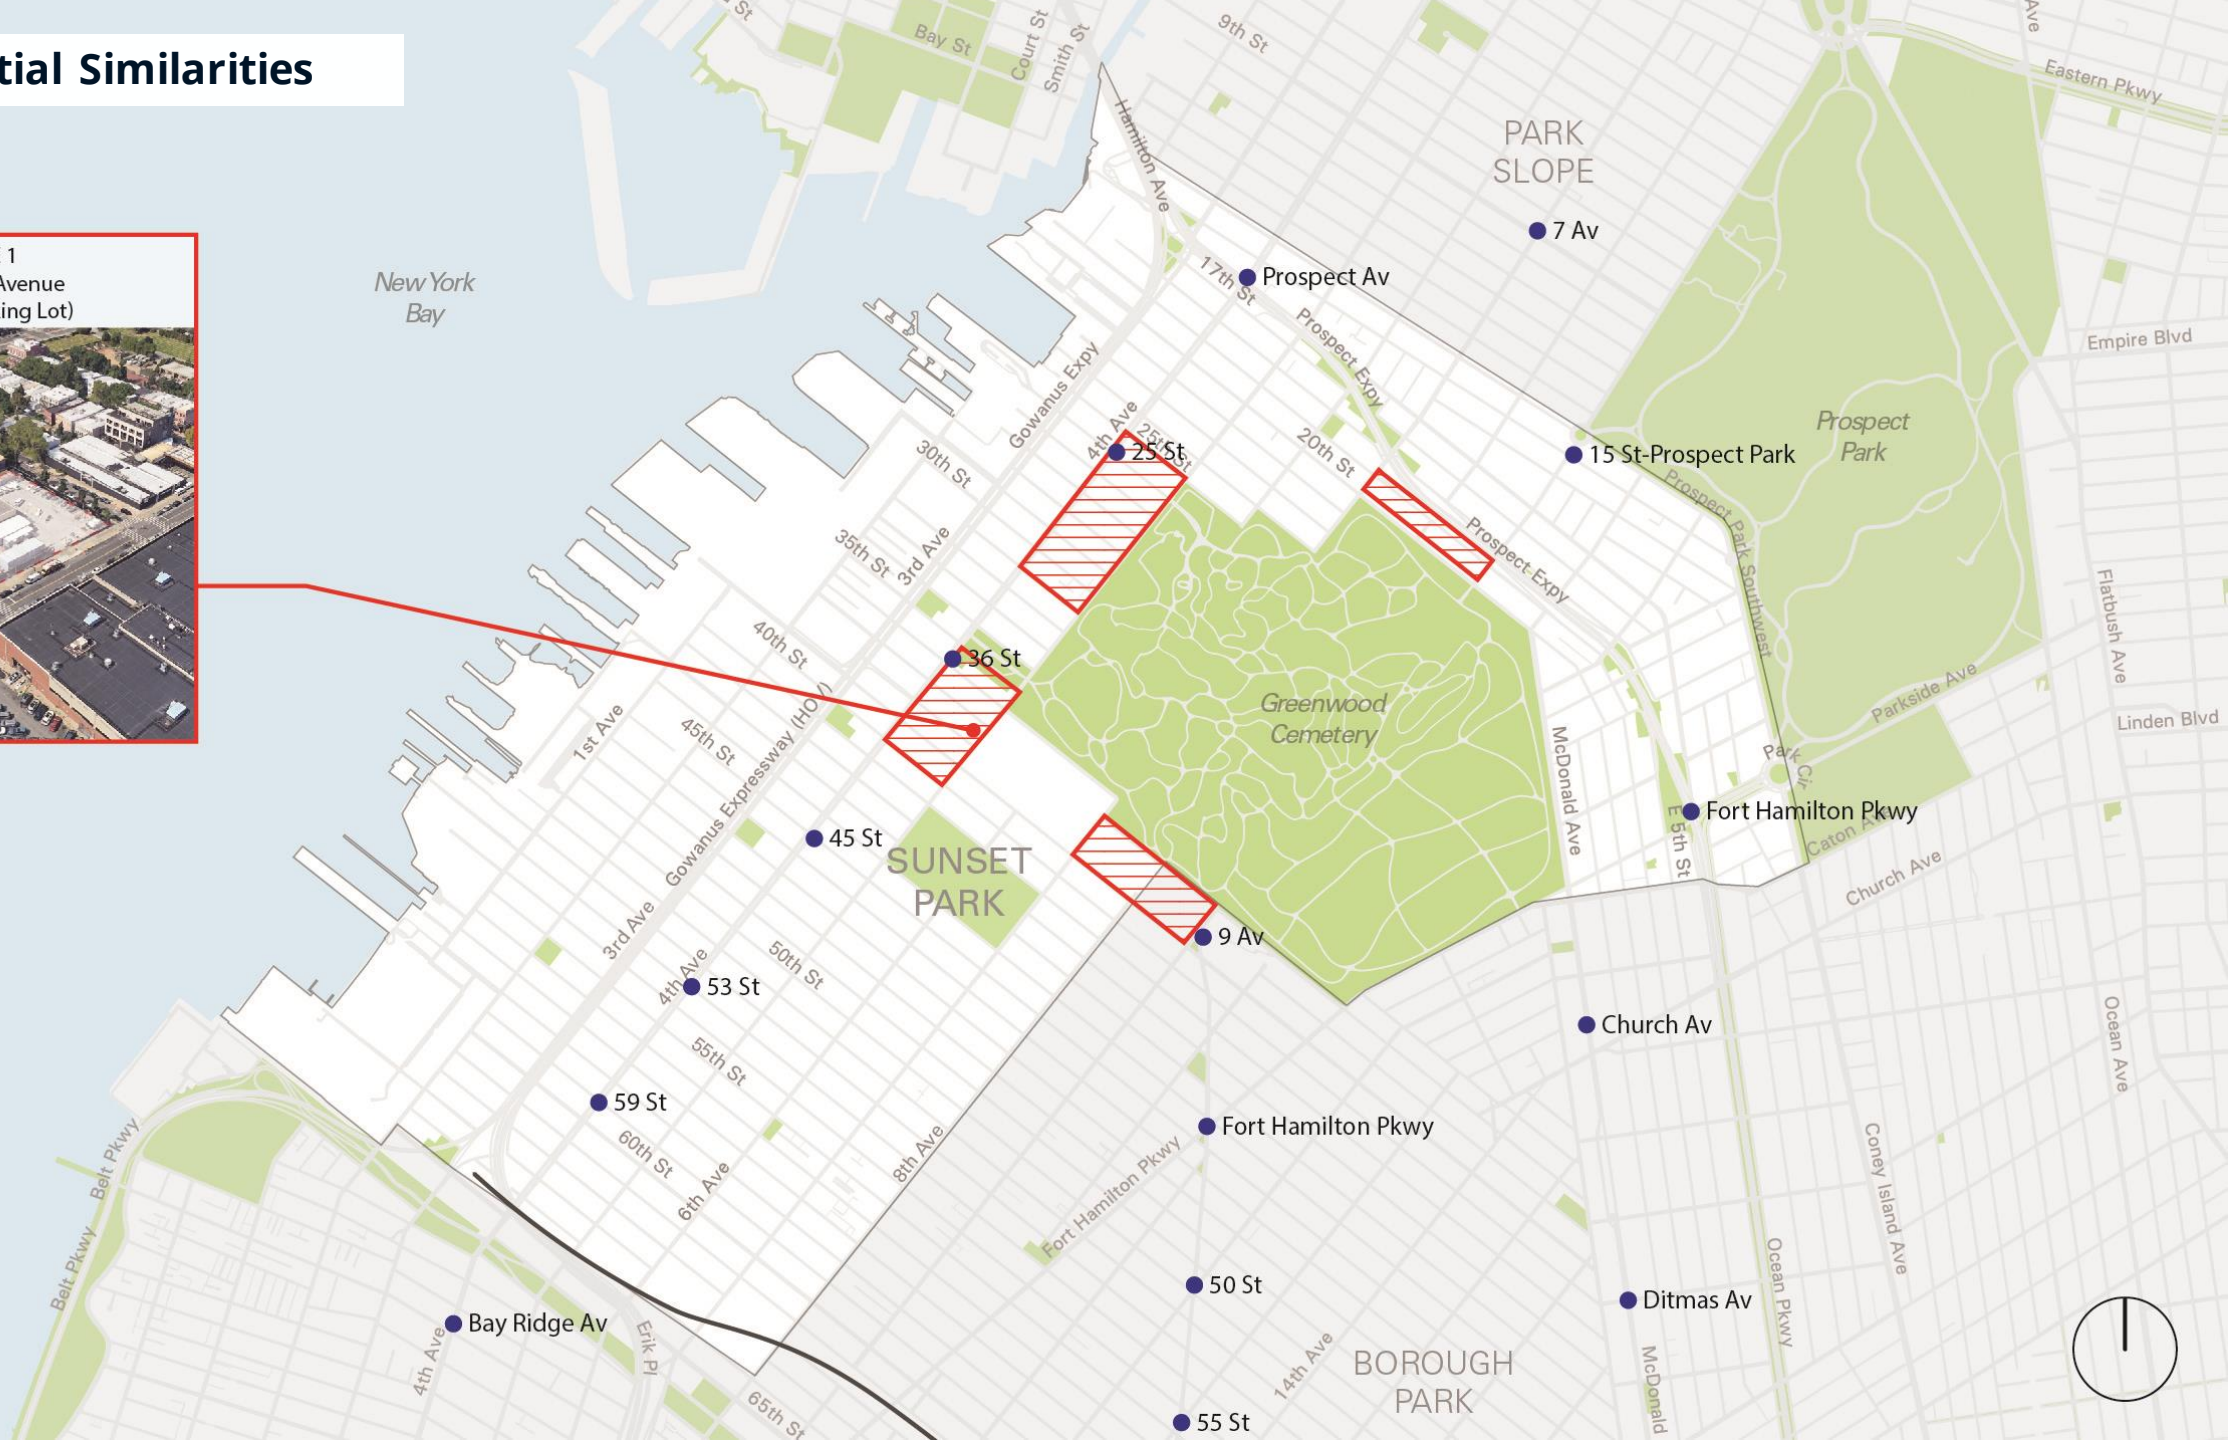 tial Similarities
1
Avenue
ing Lot)
New York
Bay
St
Bay St
Court St
Smith St
9th St
Hamilton Ave
PARK
SLOPE
7 Av
Ave
Eastern Pkwy
17th St
Prospect Av
Prospect Expy
Gowanus Expy
4th Ave
25th St
25 St
20th St
15 St-Prospect Park
Prospect
Park
Prospect Park Southwest
Empire Blvd
30th St
35th St
3rd Ave
Prospect Expy
Flatbush Ave
40th St
36 St
Greenwood
Cemetery
Parkside Ave
Linden Blvd
1st Ave
45th St
Gowanus Expressway (HOV)
McDonald Ave
Park Cir
Fort Hamilton Pkwy
E 5th St
Caton Av
Church Ave
45 St
SUNSET
PARK
3rd Ave
50th St
9 Av
4th Ave
53 St
Church Av
Ocean Ave
55th St
59 St
60th St
6th Ave
8th Ave
Fort Hamilton Pkwy
Fort Hamilton Pkwy
Coney Island Ave
Belt Pkwy
Belt Pkwy
50 St
Ditmas Av
Ocean Pkwy
Bay Ridge Av
4th Ave
Erik Pl
14th Ave
BOROUGH
PARK
McDonald
65th St
55 St